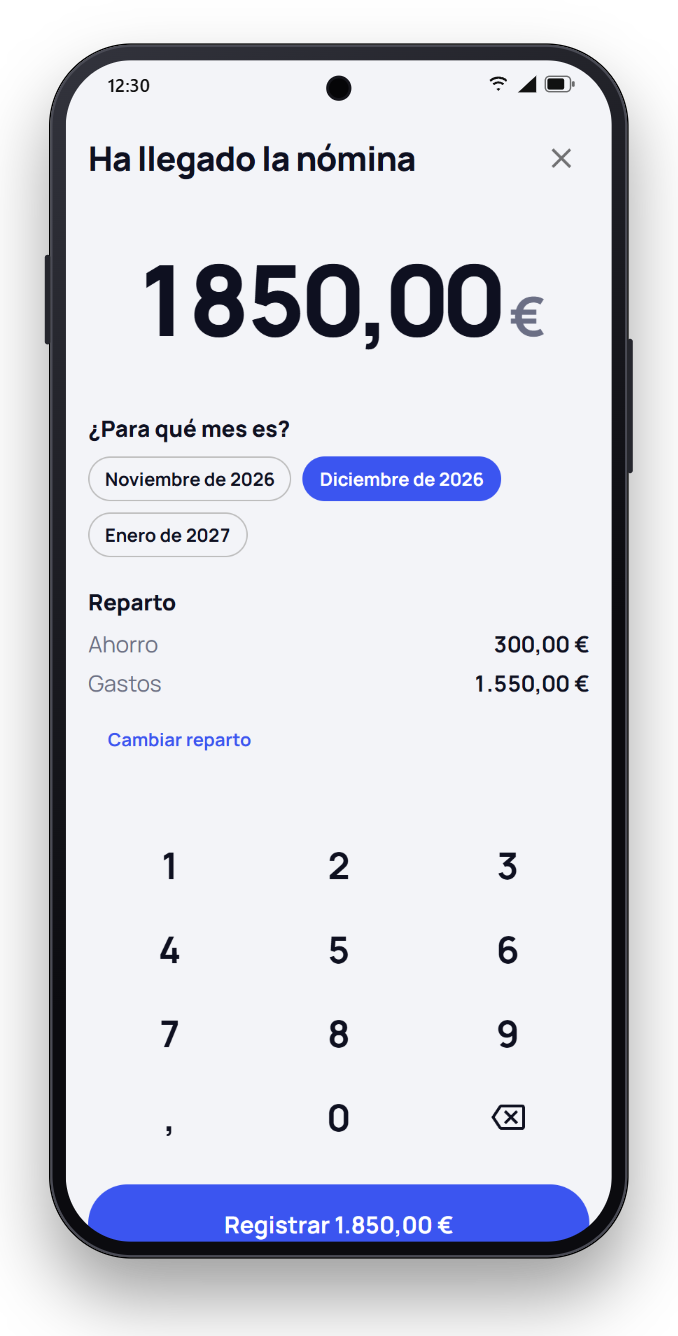 12:30
Ha llegado la nómina
1850,00 €
¿Para qué mes es?
Noviembre de 2026
Diciembre de 2026
Enero de 2027
Reparto
Ahorro 300,00 €
Gastos 1.550,00 €
Cambiar reparto
1 2 3
4 5 6
7 8 9
, 0
Registrar 1.850,00 €